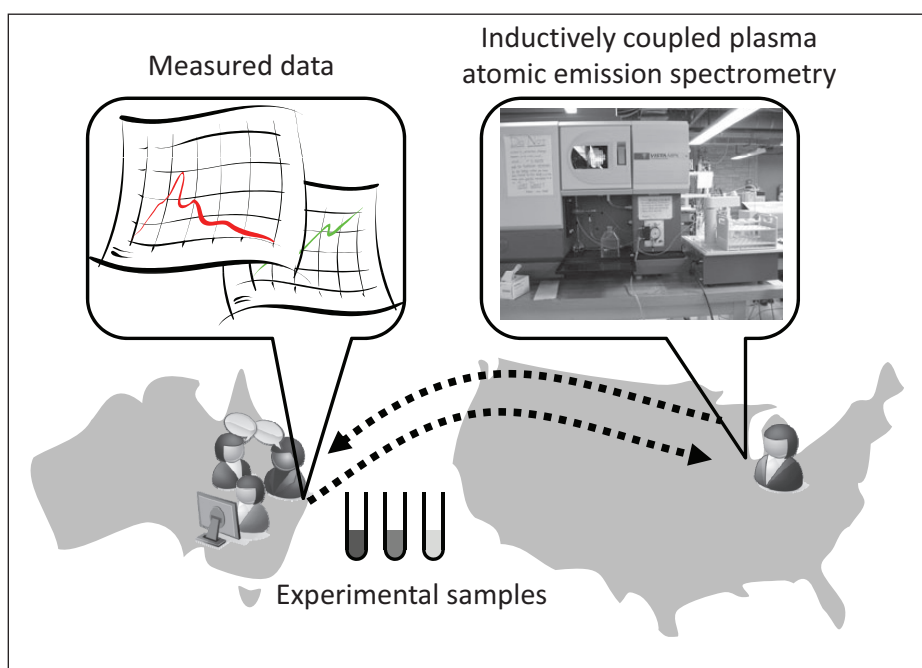 Measured data
Inductively coupled plasma
atomic emission spectrometry
Experimental samples